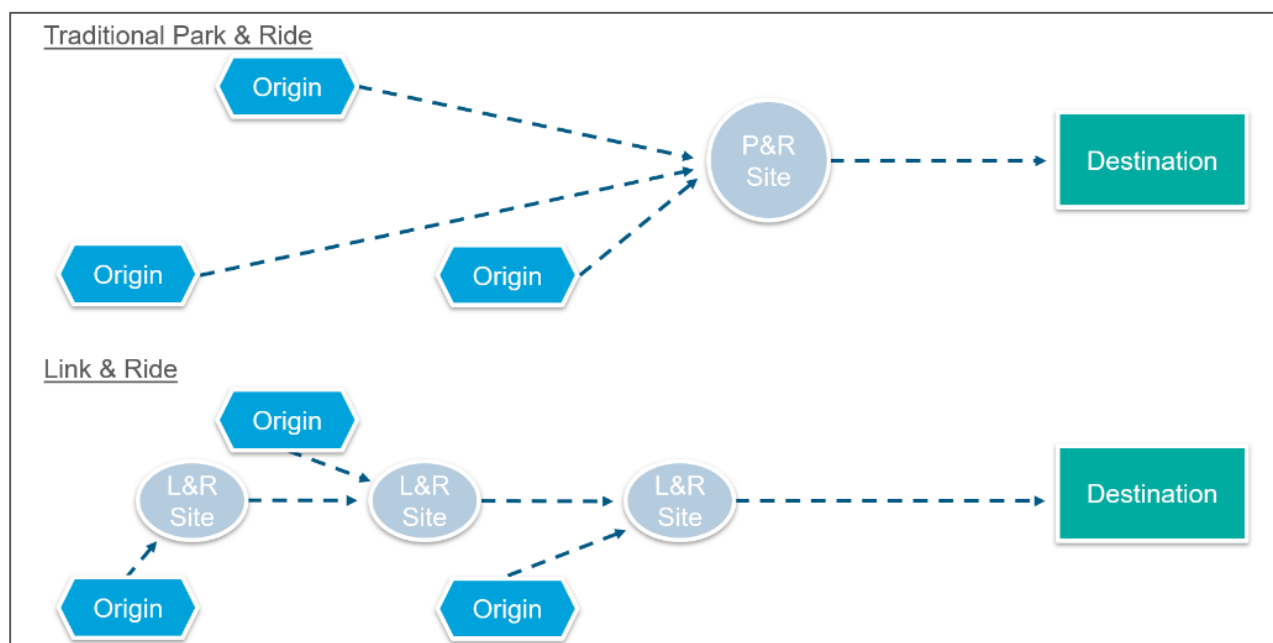 Traditional Park & Ride
Origin
P&R
Site
Destination
Origin
Origin
Link & Ride
Origin
L&R
Site
L&R
Site
L&R
Site
Destination
Origin
Origin